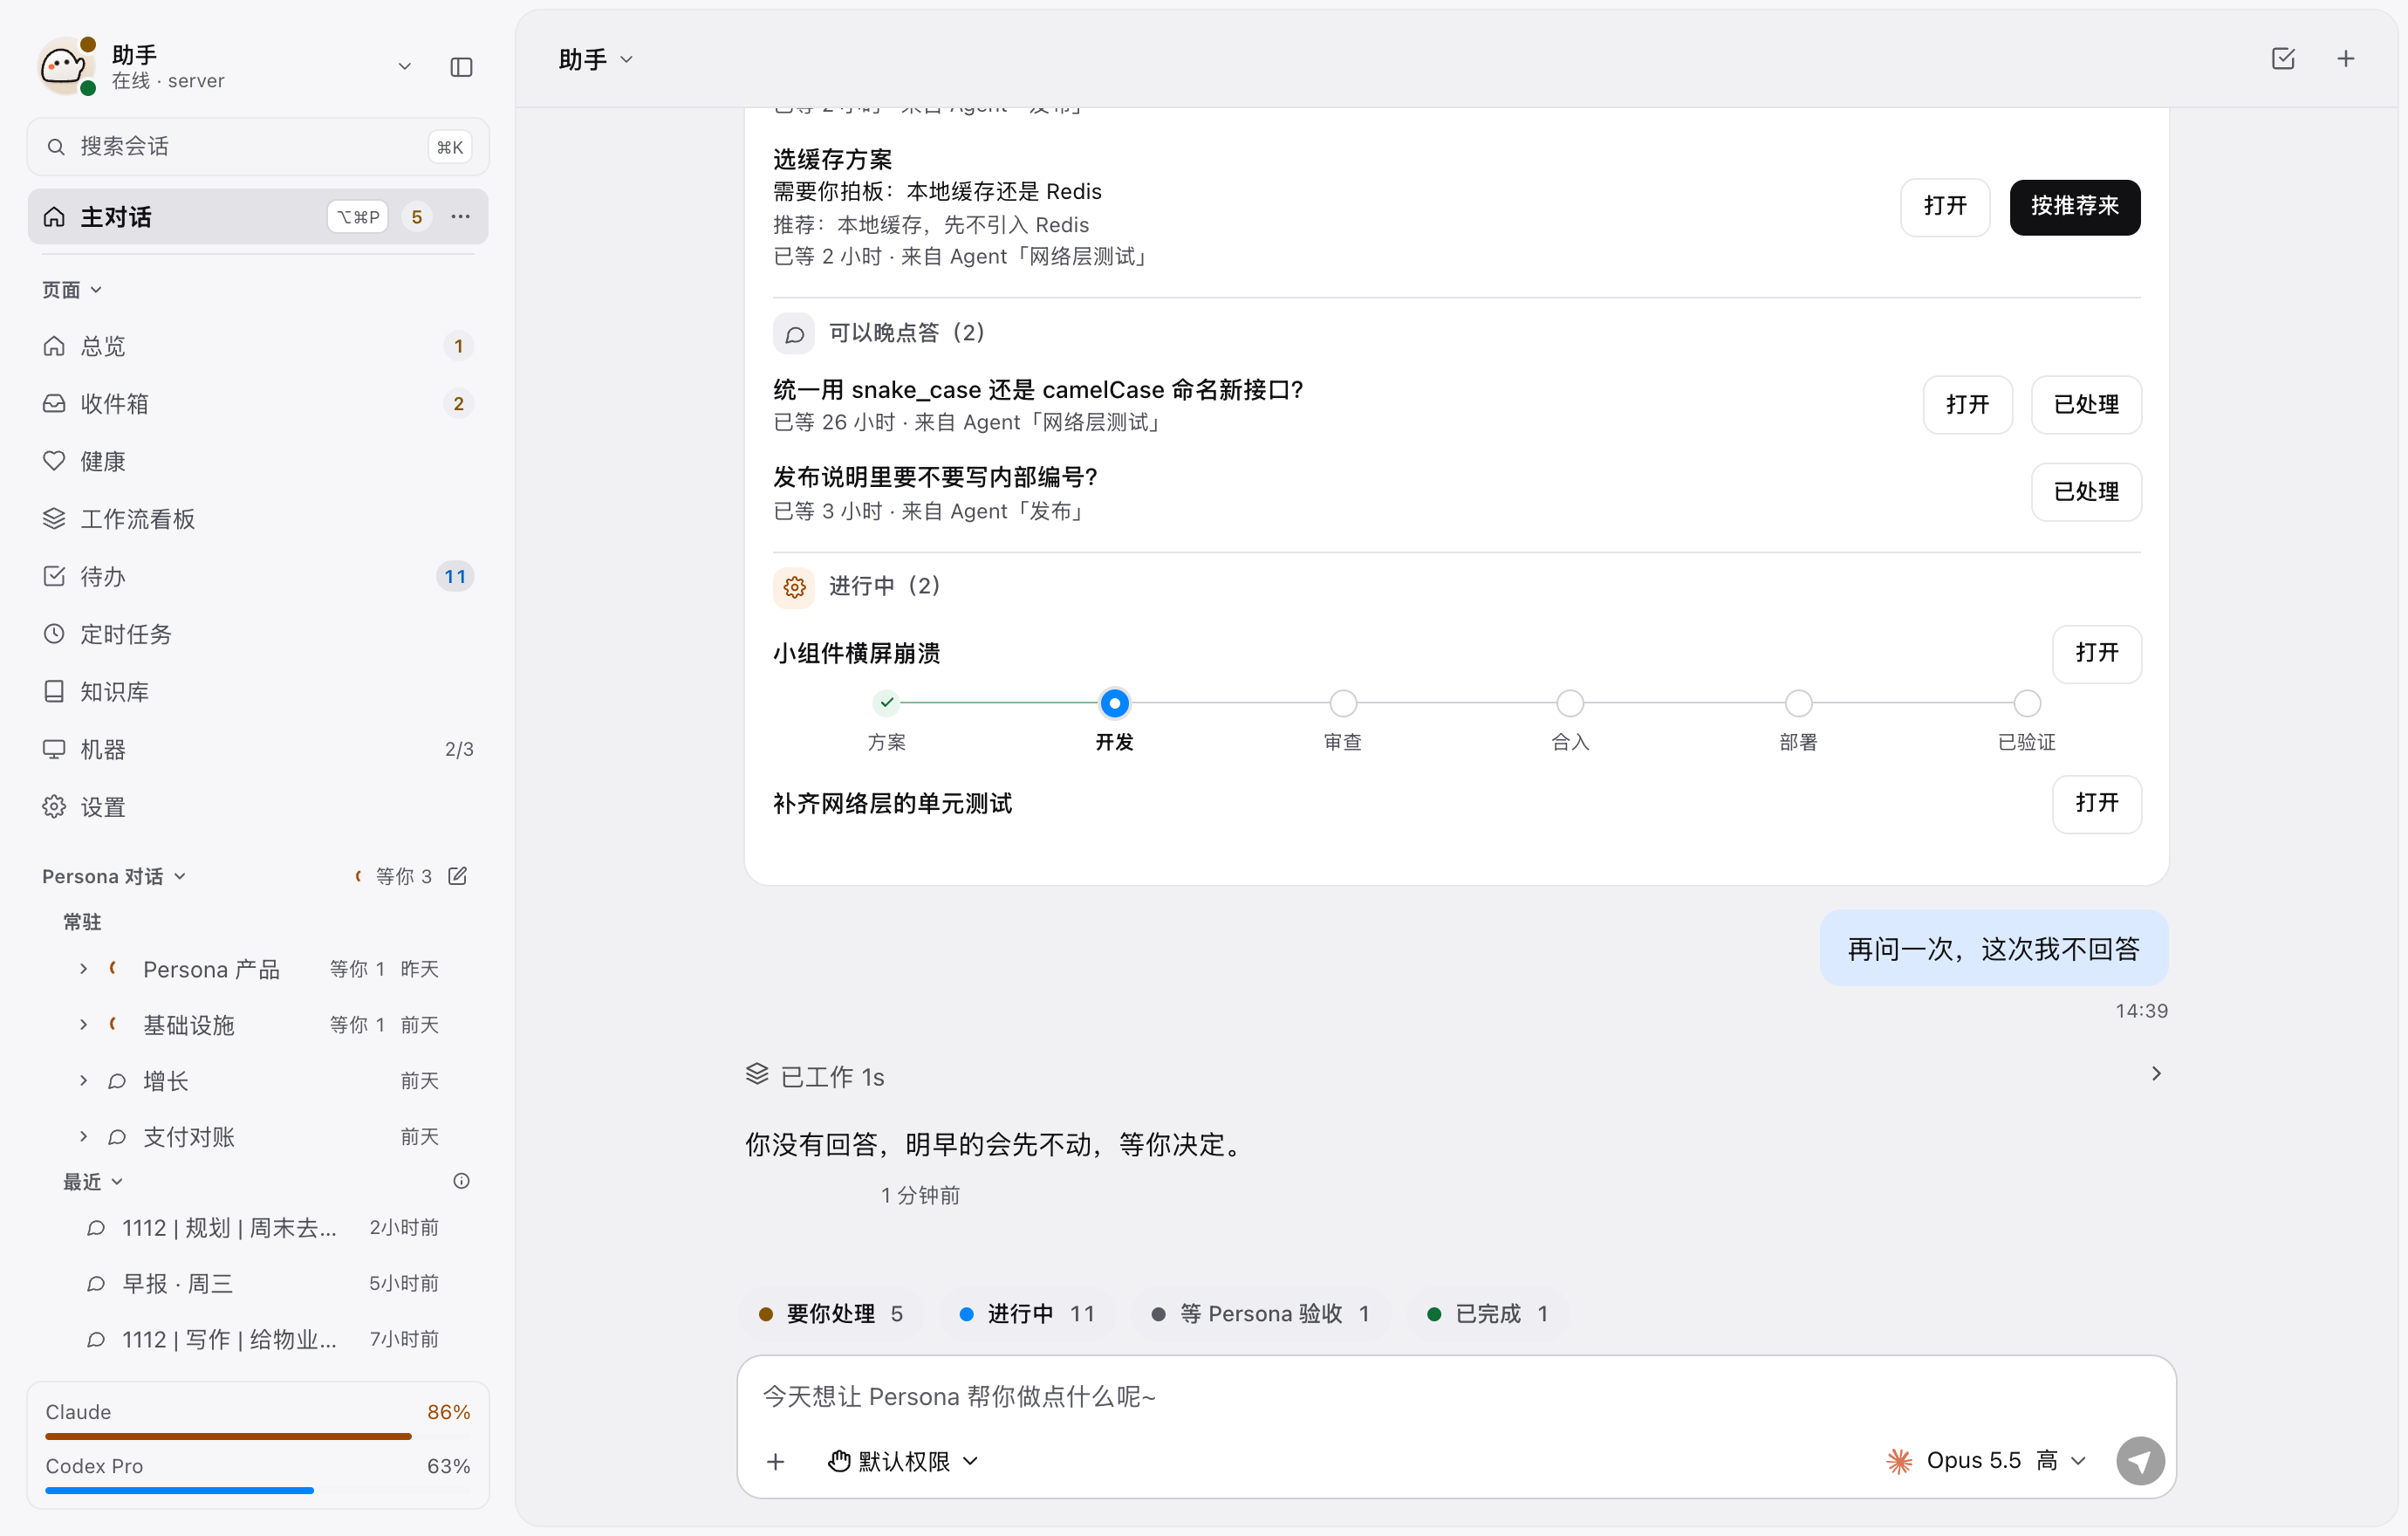 助手
在线 · server
搜索会话
⌘K
主对话
⌥⌘P
5
页面
总览
1
收件箱
2
健康
工作流看板
待办
11
定时任务
知识库
机器
2/3
设置
Persona 对话
等你 3
常驻
Persona 产品
等你 1 昨天
基础设施
等你 1 前天
增长
前天
支付对账
前天
最近
1112 | 规划 | 周末去...
2小时前
早报 · 周三
5小时前
1112 | 写作 | 给物业...
7小时前
Claude
86%
Codex Pro
63%
助手
已等 2 小时 · 来自 Agent「发布」
选缓存方案
需要你拍板：本地缓存还是 Redis
推荐：本地缓存，先不引入 Redis
已等 2 小时 · 来自 Agent「网络层测试」
打开
按推荐来
可以晚点答（2）
统一用 snake_case 还是 camelCase 命名新接口？
已等 26 小时 · 来自 Agent「网络层测试」
打开
已处理
发布说明里要不要写内部编号？
已等 3 小时 · 来自 Agent「发布」
已处理
进行中（2）
小组件横屏崩溃
打开
方案
开发
审查
合入
部署
已验证
补齐网络层的单元测试
打开
再问一次，这次我不回答
14:39
已工作 1s
你没有回答，明早的会先不动，等你决定。
1 分钟前
要你处理 5
进行中 11
等 Persona 验收 1
已完成 1
今天想让 Persona 帮你做点什么呢~
默认权限
Opus 5.5 高